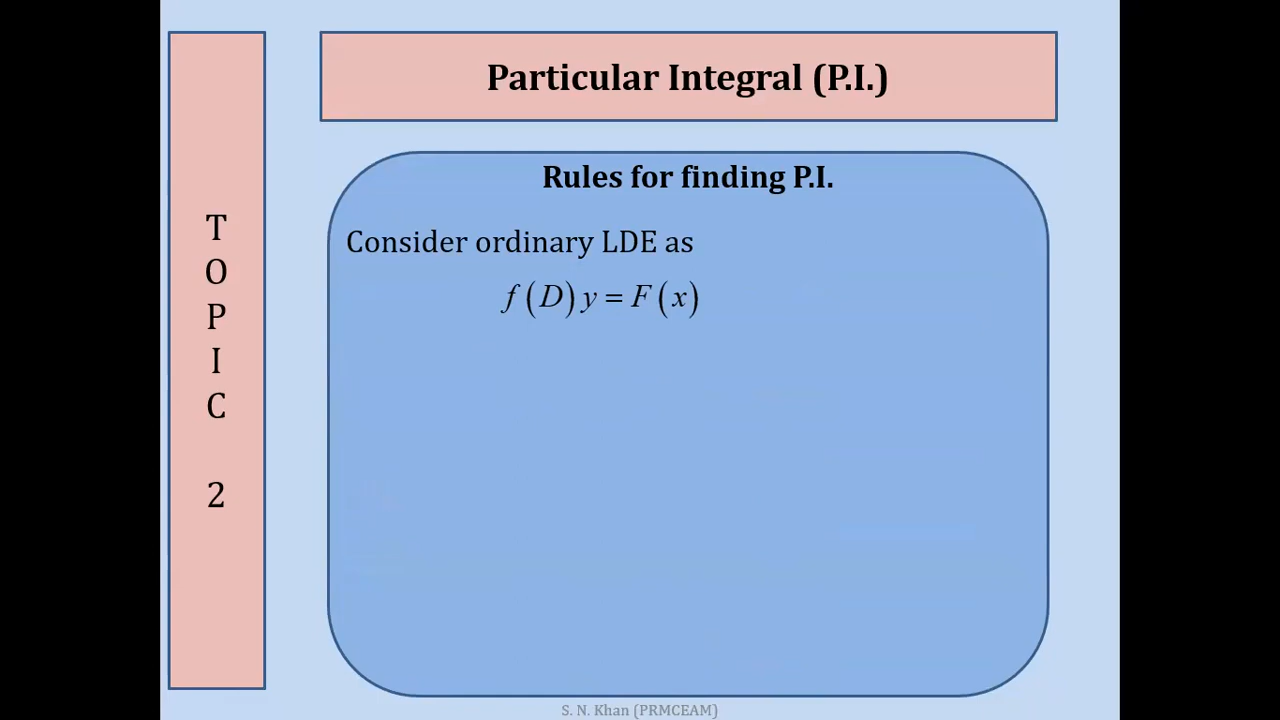 Particular Integral (P.I.)
T
O
P
I
C
2
Rules for finding P.I.
Consider ordinary LDE as
f(D)y = F(x)
S. N. Khan (PRMCEAM)